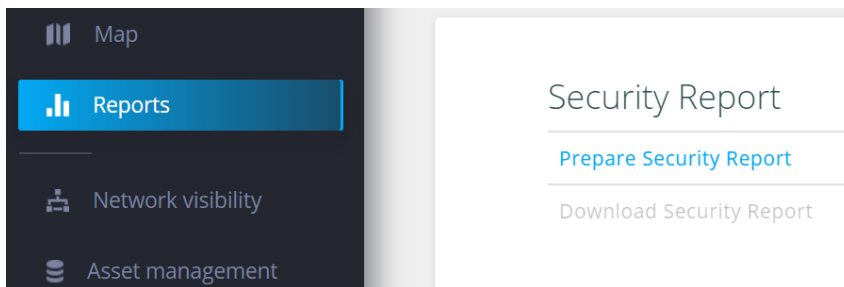 Map
Reports
Network visibility
Asset management
Security Report
Prepare Security Report
Download Security Report